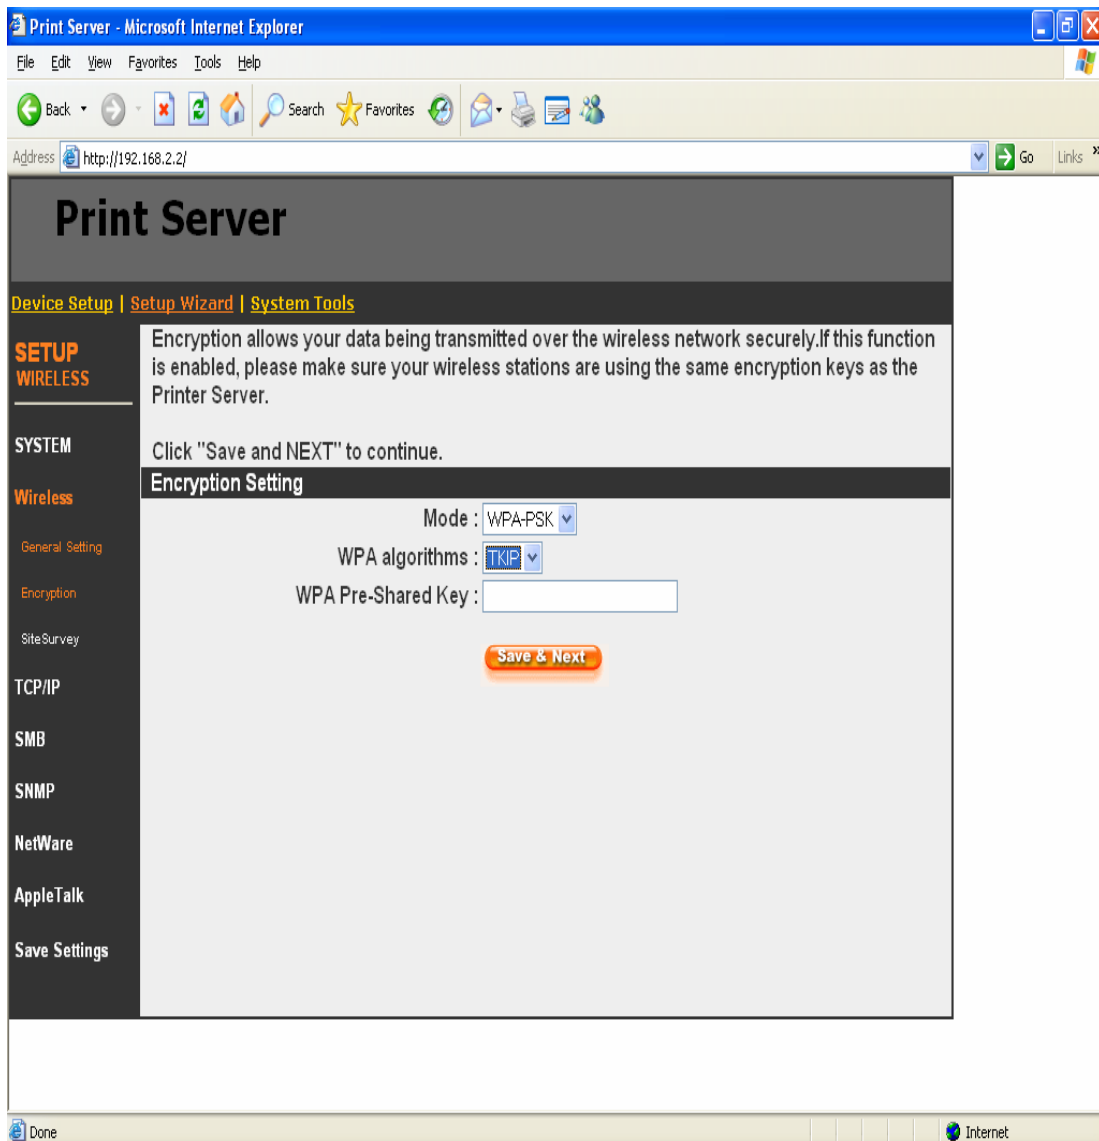 Print Server - Microsoft Internet Explorer
File Edit View Favorites Tools Help
Back Search Favorites
Address http://192.168.2.2/ Go Links »
Print Server
Device Setup | Setup Wizard | System Tools
SETUP
WIRELESS
SYSTEM
Wireless
General Setting
Encryption
SiteSurvey
TCP/IP
SMB
SNMP
NetWare
AppleTalk
Save Settings
Encryption allows your data being transmitted over the wireless network securely.If this function
is enabled, please make sure your wireless stations are using the same encryption keys as the
Printer Server.
Click "Save and NEXT" to continue.
Encryption Setting
Mode : WPA-PSK
WPA algorithms : TKIP
WPA Pre-Shared Key :
Save & Next
Done Internet